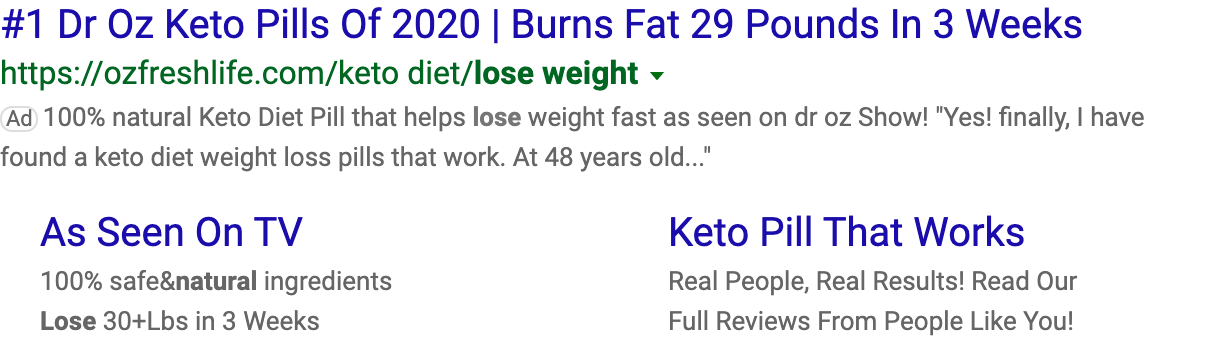 #1 Dr Oz Keto Pills Of 2020 | Burns Fat 29 Pounds In 3 Weeks
https://ozfreshlife.com/keto diet/lose weight
Ad 100% natural Keto Diet Pill that helps lose weight fast as seen on dr oz Show! "Yes! finally, I have
found a keto diet weight loss pills that work. At 48 years old..."
As Seen On TV
100% safe&natural ingredients
Lose 30+Lbs in 3 Weeks
Keto Pill That Works
Real People, Real Results! Read Our
Full Reviews From People Like You!